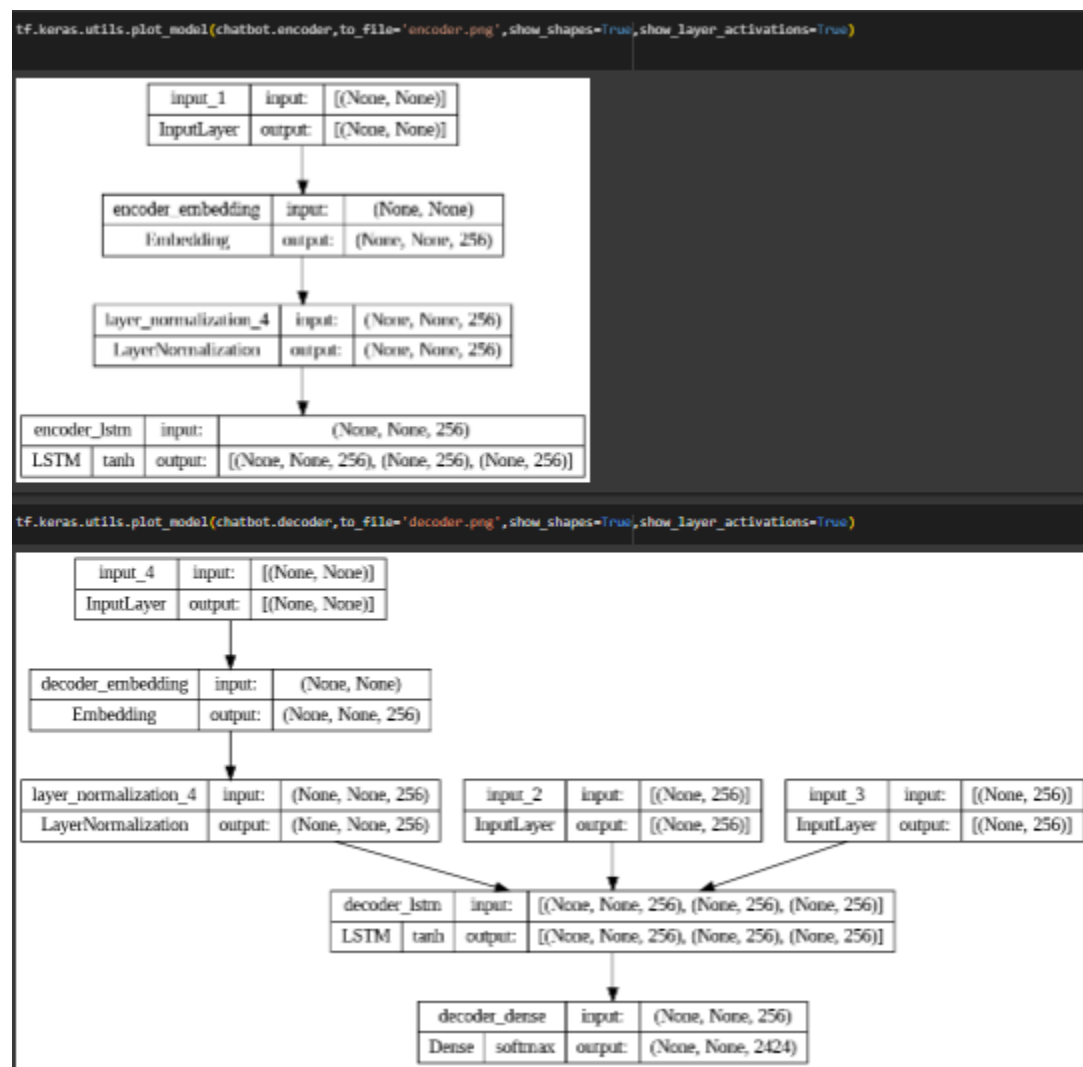 tf.keras.utils.plot_model(chatbot.encoder,to_file='encoder.png',show_shapes=True,show_layer_activations=True)
input_1 input: [(None, None)]
InputLayer output: [(None, None)]
encoder_embedding input: (None, None)
Embedding output: (None, None, 256)
layer_normalization_4 input: (None, None, 256)
LayerNormalization output: (None, None, 256)
encoder_lstm input: (None, None, 256)
LSTM tanh output: [(None, None, 256), (None, 256), (None, 256)]
tf.keras.utils.plot_model(chatbot.decoder,to_file='decoder.png',show_shapes=True,show_layer_activations=True)
input_4 input: [(None, None)]
InputLayer output: [(None, None)]
decoder_embedding input: (None, None)
Embedding output: (None, None, 256)
layer_normalization_4 input: (None, None, 256) input_2 input: [(None, 256)] input_3 input: [(None, 256)]
LayerNormalization output: (None, None, 256) InputLayer output: [(None, 256)] InputLayer output: [(None, 256)]
decoder_lstm input: [(None, None, 256), (None, 256), (None, 256)]
LSTM tanh output: [(None, None, 256), (None, 256), (None, 256)]
decoder_dense input: (None, None, 256)
Dense softmax output: (None, None, 2424)